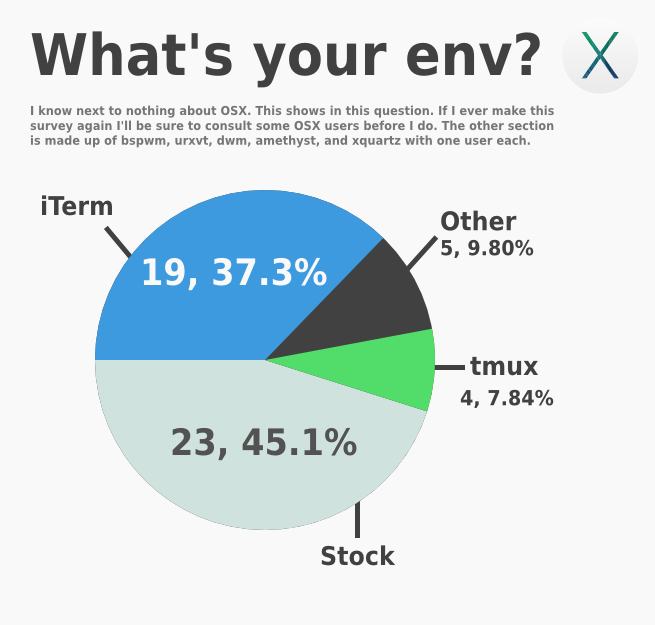 What's your env?
X
I know next to nothing about OSX. This shows in this question. If I ever make this
survey again I'll be sure to consult some OSX users before I do. The other section
is made up of bspwm, urxvt, dwm, amethyst, and xquartz with one user each.
iTerm
Other
5, 9.80%
19, 37.3%
tmux
4, 7.84%
23, 45.1%
Stock